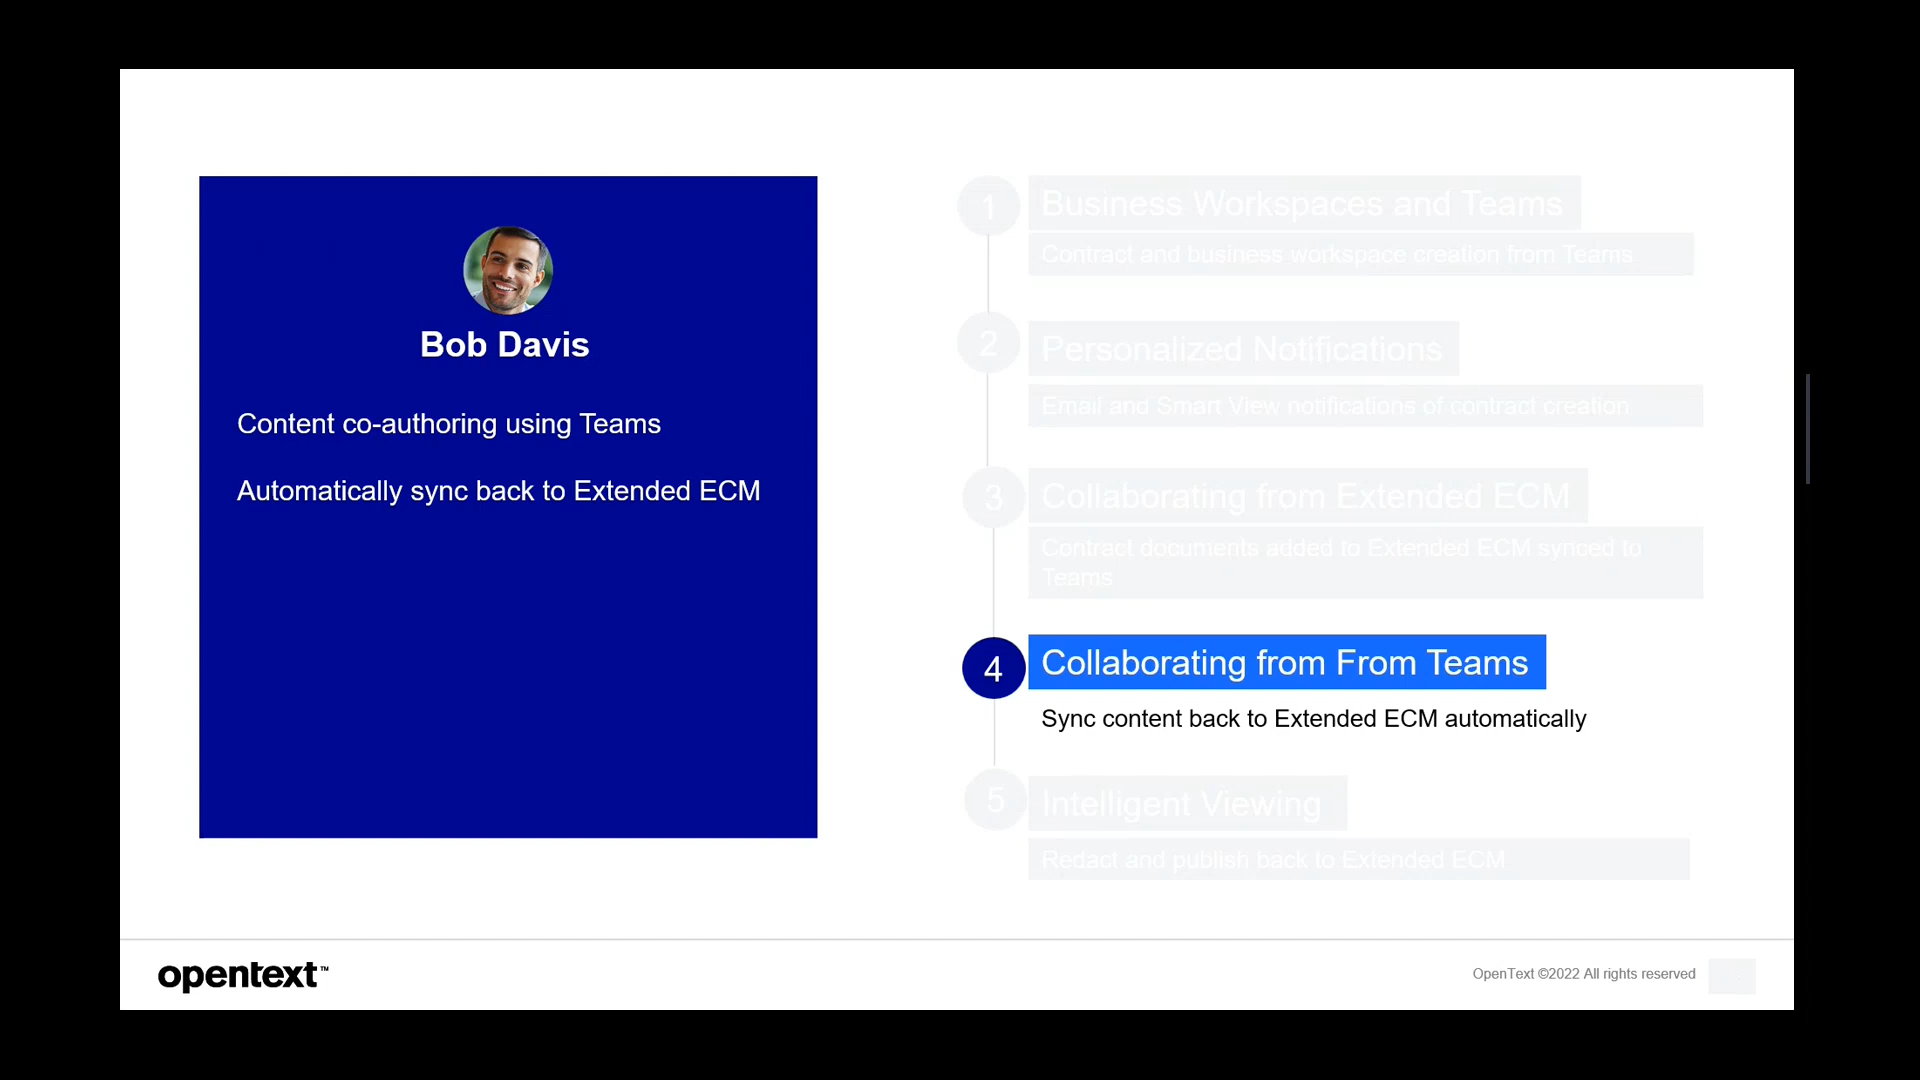 Bob Davis
Content co-authoring using Teams
Automatically sync back to Extended ECM
1
Business Workspaces and Teams
Contract and business workspace creation from Teams
2
Personalized Notifications
Email and Smart View notifications of contract creation
3
Collaborating from Extended ECM
Contract documents added to Extended ECM synced to
Teams
4
Collaborating from From Teams
Sync content back to Extended ECM automatically
5
Intelligent Viewing
Redact and publish back to Extended ECM
opentext™
OpenText ©2022 All rights reserved